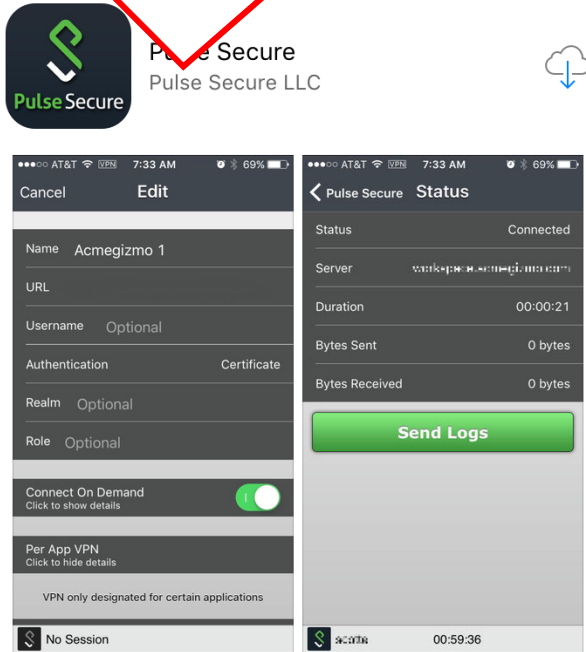 Pulse Secure
Pulse Secure
Pulse Secure LLC
AT&T VPN 7:33 AM 69%
Cancel Edit
Name Acmegizmo 1
URL
Username Optional
Authentication Certificate
Realm Optional
Role Optional
Connect On Demand
Click to show details
Per App VPN
Click to hide details
VPN only designated for certain applications
No Session
AT&T VPN 7:33 AM 69%
Pulse Secure Status
Status Connected
Server
Duration 00:00:21
Bytes Sent 0 bytes
Bytes Received 0 bytes
Send Logs
00:59:36